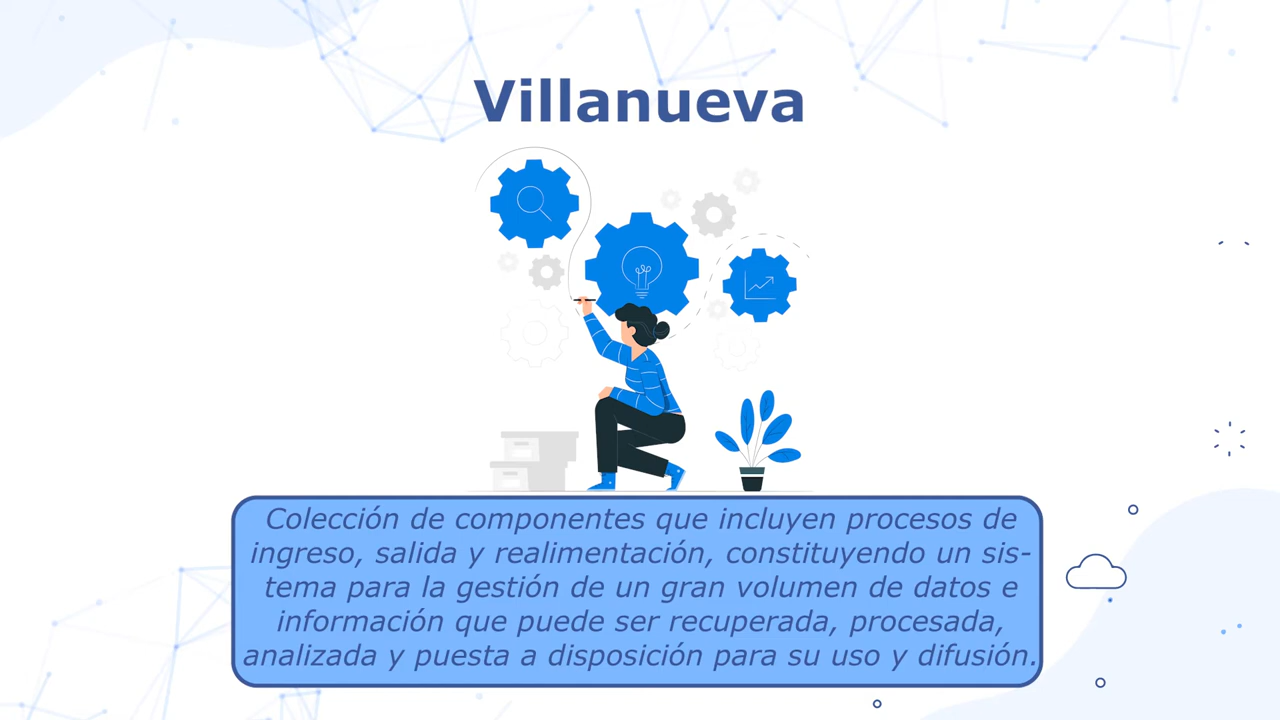 Villanueva
Colección de componentes que incluyen procesos de
ingreso, salida y realimentación, constituyendo un sis-
tema para la gestión de un gran volumen de datos e
información que puede ser recuperada, procesada,
analizada y puesta a disposición para su uso y difusión.